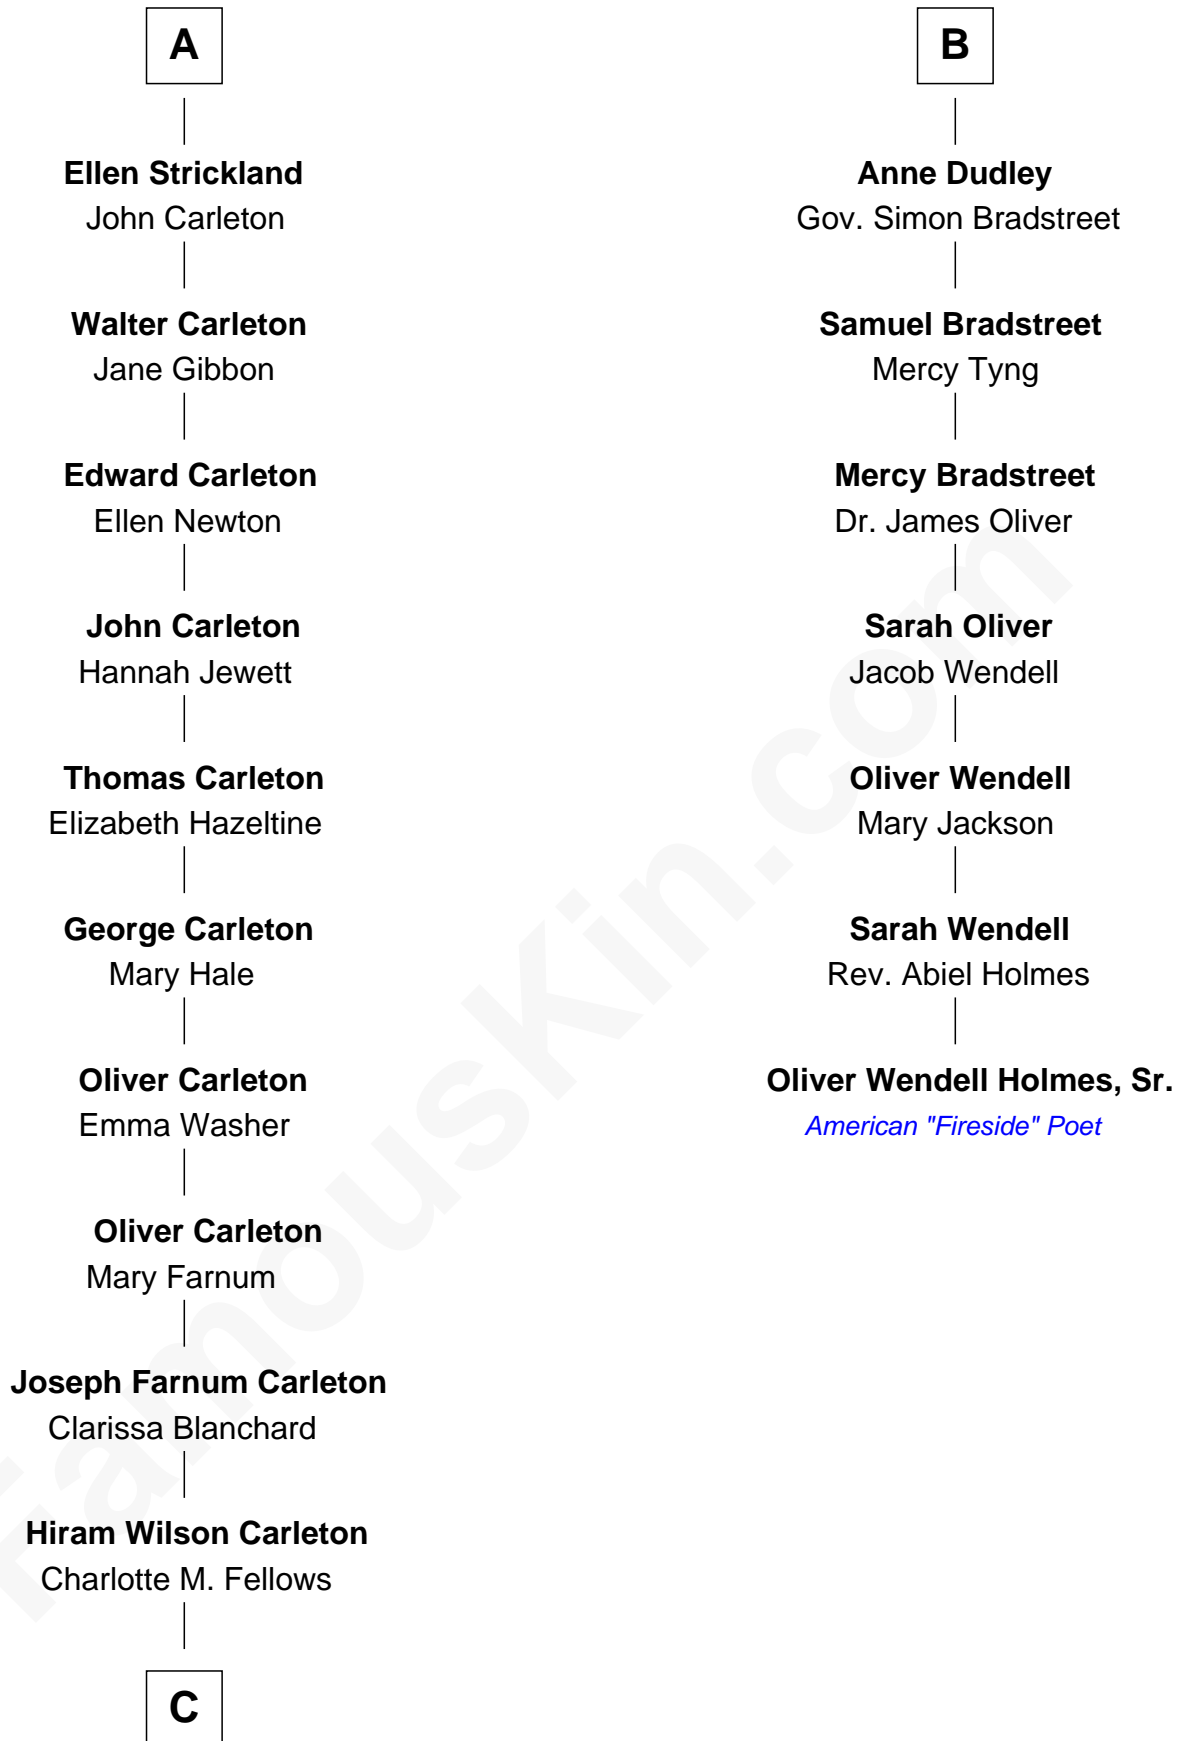 A
Ellen Strickland
John Carleton
Walter Carleton
Jane Gibbon
Edward Carleton
Ellen Newton
John Carleton
Hannah Jewett
Thomas Carleton
Elizabeth Hazeltine
George Carleton
Mary Hale
Oliver Carleton
Emma Washer
Oliver Carleton
Mary Farnum
Joseph Farnum Carleton
Clarissa Blanchard
Hiram Wilson Carleton
Charlotte M. Fellows
C
B
Anne Dudley
Gov. Simon Bradstreet
Samuel Bradstreet
Mercy Tyng
Mercy Bradstreet
Dr. James Oliver
Sarah Oliver
Jacob Wendell
Oliver Wendell
Mary Jackson
Sarah Wendell
Rev. Abiel Holmes
Oliver Wendell Holmes, Sr.
American "Fireside" Poet
FamousKin.com